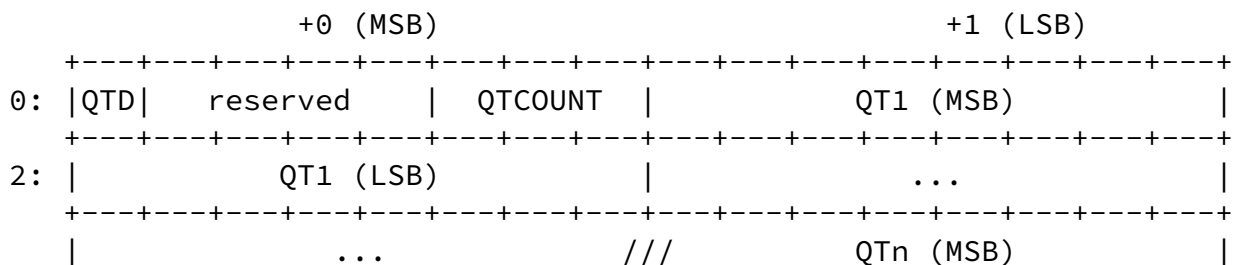 +0 (MSB)                            +1 (LSB)
   +---+---+---+---+---+---+---+---+---+---+---+---+---+---+---+---+
0: |QTD|   reserved    |  QTCOUNT  |           QT1 (MSB)           |
   +---+---+---+---+---+---+---+---+---+---+---+---+---+---+---+---+
2: |           QT1 (LSB)           |              ...              |
   +---+---+---+---+---+---+---+---+---+---+---+---+---+---+---+---+
   |              ...             ///          QTn (MSB)           |